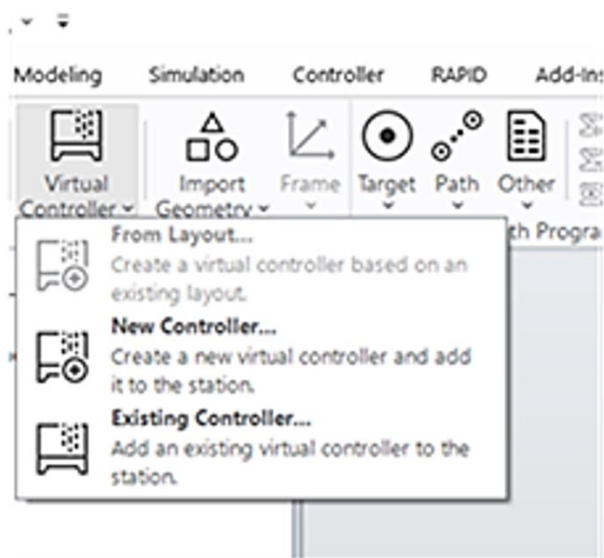 Modeling Simulation Controller RAPID Add-Ins
Virtual Import Frame Target Path Other
Controller Geometry
th Progra
From Layout...
Create a virtual controller based on an
existing layout.
New Controller...
Create a new virtual controller and add
it to the station.
Existing Controller...
Add an existing virtual controller to the
station.